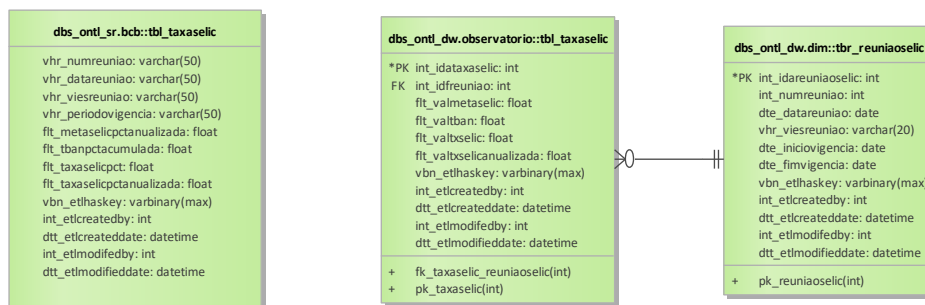 dbs_ontl_sr.bcb::tbl_taxaselic
vhr_numreuniao: varchar(50)
vhr_datareuniao: varchar(50)
vhr_viesreuniao: varchar(50)
vhr_periodovigencia: varchar(50)
flt_metaselicpctanualizada: float
flt_tbanpctacumulada: float
flt_taxaselicpct: float
flt_taxaselicpctanualizada: float
vbn_etlhaskey: varbinary(max)
int_etlcreatedby: int
dtt_etlcreateddate: datetime
int_etlmodifedby: int
dtt_etlmodifieddate: datetime
dbs_ontl_dw.observatorio::tbl_taxaselic
*PK int_idataxaselic: int
FK int_idfreuniao: int
flt_valmetaselic: float
flt_valtban: float
flt_valtxselic: float
flt_valtxselicanualizada: float
vbn_etlhaskey: varbinary(max)
int_etlcreatedby: int
dtt_etlcreateddate: datetime
int_etlmodifedby: int
dtt_etlmodifieddate: datetime
+ fk_taxaselic_reuniaoselic(int)
+ pk_taxaselic(int)
dbs_ontl_dw.dim::tbr_reuniaoselic
*PK int_idareuniaoselic: int
int_numreuniao: int
dte_datareuniao: date
vhr_viesreuniao: varchar(20)
dte_iniciovigencia: date
dte_fimvigencia: date
vbn_etlhaskey: varbinary(max)
int_etlcreatedby: int
dtt_etlcreateddate: datetime
int_etlmodifedby: int
dtt_etlmodifieddate: datetime
+ pk_reuniaoselic(int)